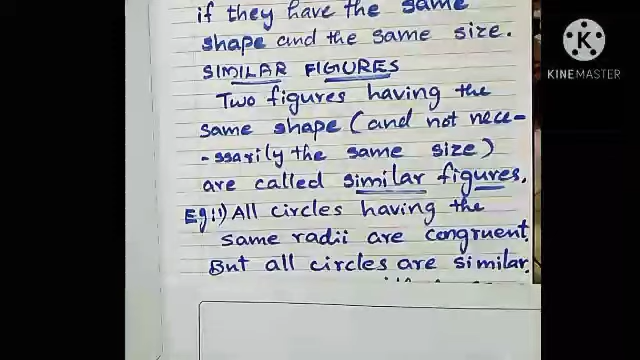 if they have the same
shape and the same size.
SIMILAR FIGURES
Two figures having the
same shape (and not nece-
-ssarily the same size)
are called similar figures.
Eg:1) All circles having the
same radii are congruent.
But all circles are similar.
KINEMASTER